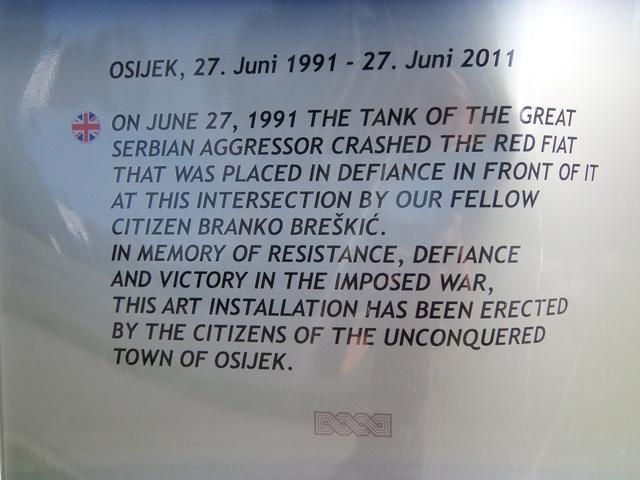 OSIJEK, 27. Juni 1991 - 27. Juni 2011
ON JUNE 27, 1991 THE TANK OF THE GREAT
SERBIAN AGGRESSOR CRASHED THE RED FIAT
THAT WAS PLACED IN DEFIANCE IN FRONT OF IT
AT THIS INTERSECTION BY OUR FELLOW
CITIZEN BRANKO BREŠKIĆ.
IN MEMORY OF RESISTANCE, DEFIANCE
AND VICTORY IN THE IMPOSED WAR,
THIS ART INSTALLATION HAS BEEN ERECTED
BY THE CITIZENS OF THE UNCONQUERED
TOWN OF OSIJEK.